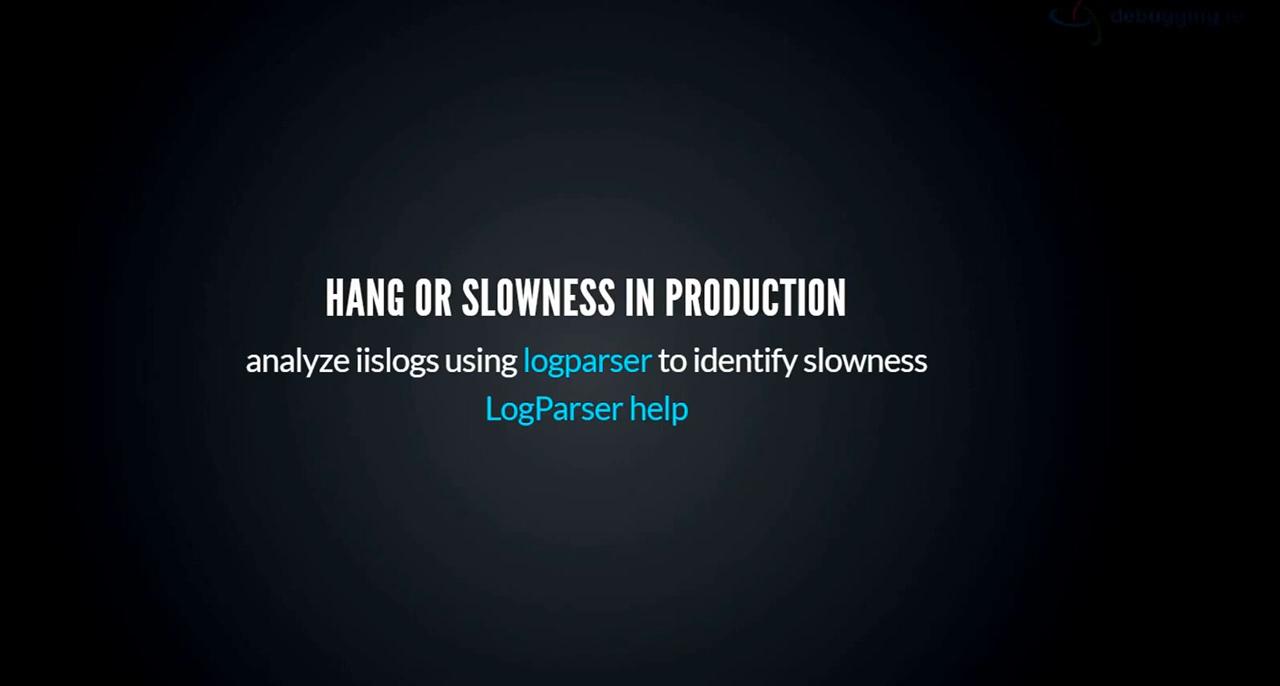 HANG OR SLOWNESS IN PRODUCTION
analyze iislogs using logparser to identify slowness
LogParser help